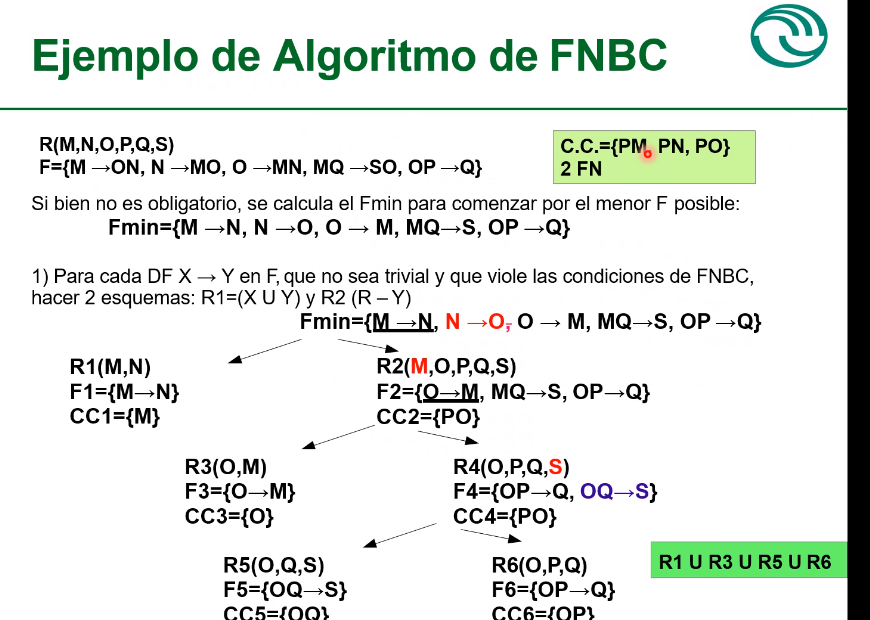 Ejemplo de Algoritmo de FNBC
R(M,N,O,P,Q,S)
F={M →ON, N →MO, O →MN, MQ →SO, OP →Q}
C.C.={PM, PN, PO}
2 FN
Si bien no es obligatorio, se calcula el Fmin para comenzar por el menor F posible:
Fmin={M →N, N →O, O → M, MQ→S, OP →Q}
1) Para cada DF X → Y en F, que no sea trivial y que viole las condiciones de FNBC,
hacer 2 esquemas: R1=(X U Y) y R2 (R – Y)
Fmin={M →N, N →O, O → M, MQ→S, OP →Q}
R1(M,N)
F1={M→N}
CC1={M}
R2(M,O,P,Q,S)
F2={O→M, MQ→S, OP→Q}
CC2={PO}
R3(O,M)
F3={O→M}
CC3={O}
R4(O,P,Q,S)
F4={OP→Q, OQ→S}
CC4={PO}
R5(O,Q,S)
F5={OQ→S}
CC5={OQ}
R6(O,P,Q)
F6={OP→Q}
CC6={OP}
R1 U R3 U R5 U R6